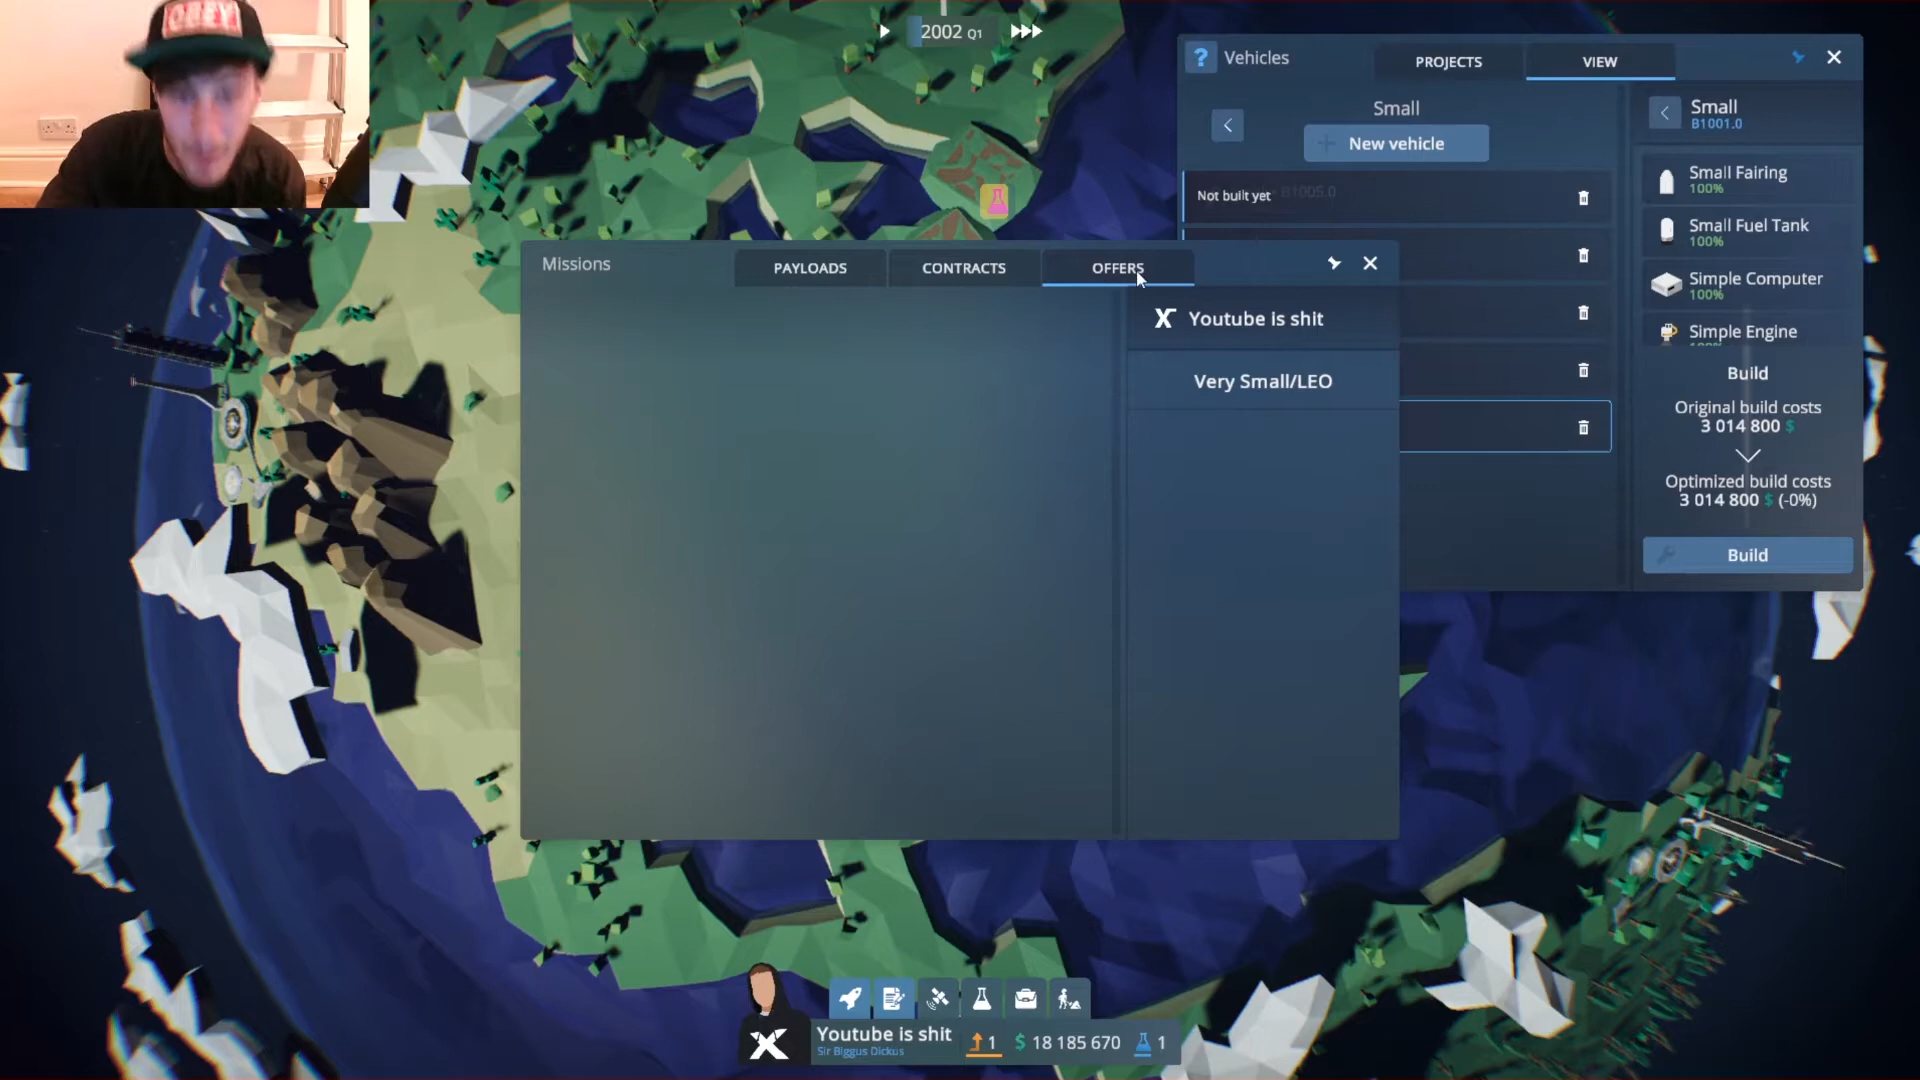 OBEY
2002 Q1
Vehicles
PROJECTS
VIEW
Small
New vehicle
Not built yet
B1005.0
Small
B1001.0
Small Fairing
100%
Small Fuel Tank
100%
Simple Computer
100%
Simple Engine
Build
Original build costs
3 014 800 $
Optimized build costs
3 014 800 $ (-0%)
Build
Missions
PAYLOADS
CONTRACTS
OFFERS
Youtube is shit
Very Small/LEO
Youtube is shit
Sir Biggus Dickus
1
$ 18 185 670
1